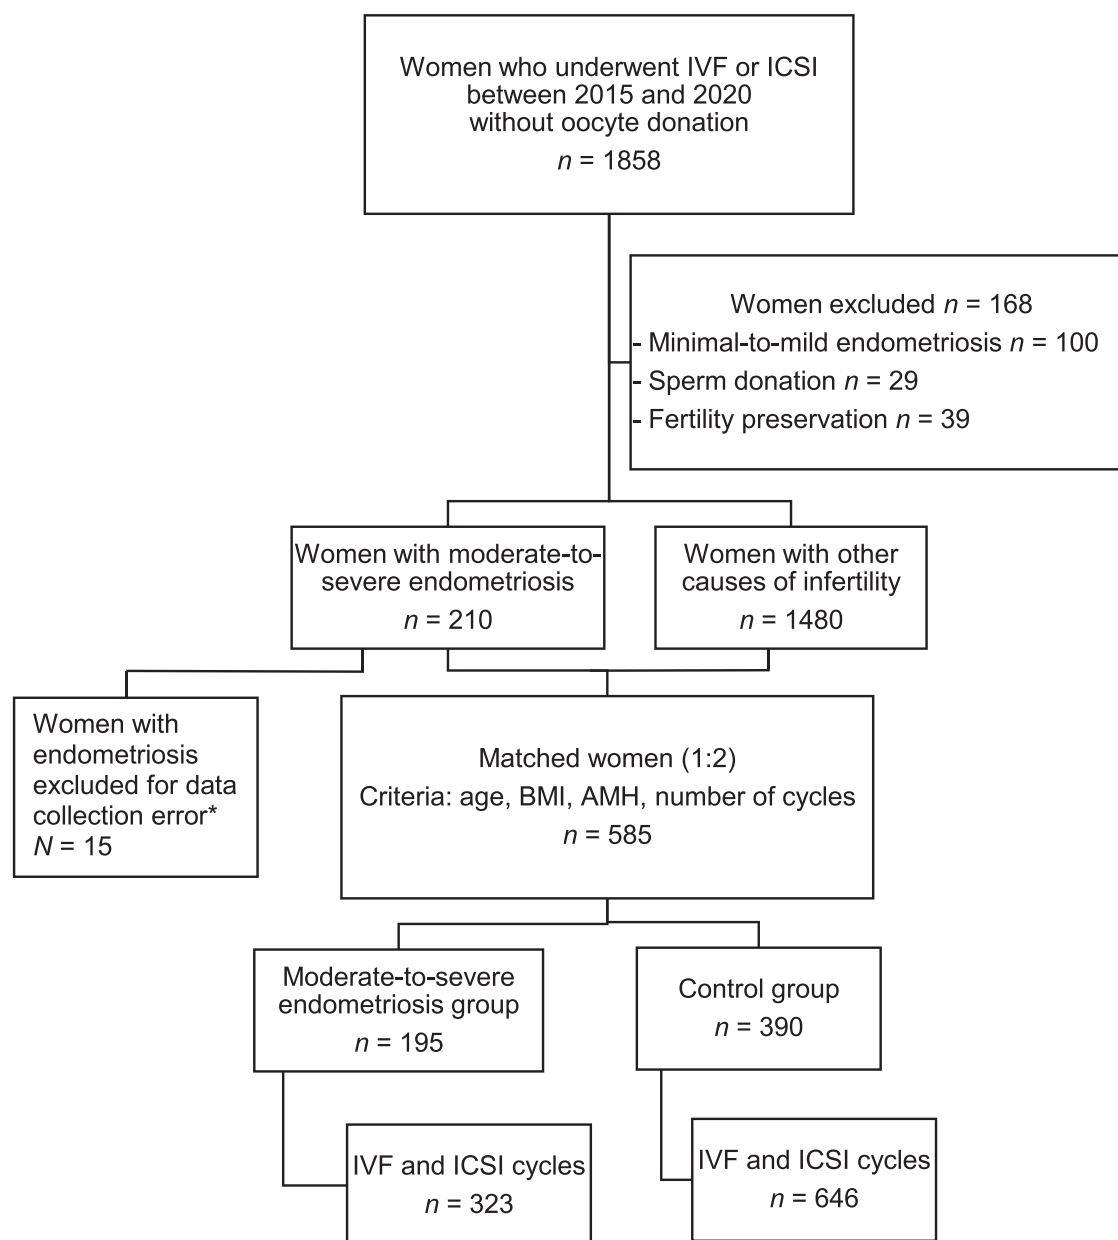 Women who underwent IVF or ICSI
between 2015 and 2020
without oocyte donation
n = 1858
Women excluded n = 168
- Minimal-to-mild endometriosis n = 100
- Sperm donation n = 29
- Fertility preservation n = 39
Women with moderate-to-
severe endometriosis
n = 210
Women with other
causes of infertility
n = 1480
Women with
endometriosis
excluded for data
collection error*
N = 15
Matched women (1:2)
Criteria: age, BMI, AMH, number of cycles
n = 585
Moderate-to-severe
endometriosis group
n = 195
Control group
n = 390
IVF and ICSI cycles
n = 323
IVF and ICSI cycles
n = 646